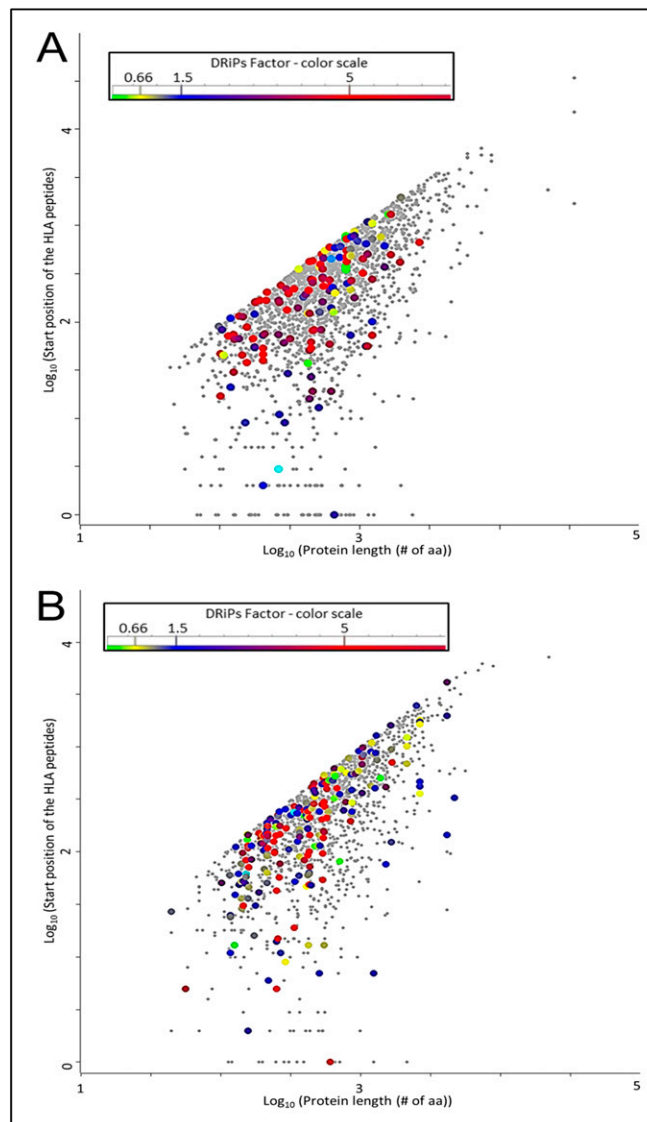 A
DRiPs Factor - color scale
0.66 1.5 5
4
2
0
Log10 (Start position of the HLA peptides)
1 3 5
Log10 (Protein length (# of aa))
B
DRiPs Factor - color scale
0.66 1.5 5
4
2
0
Log10 (Start position of the HLA peptides)
1 3 5
Log10 (Protein length (# of aa))